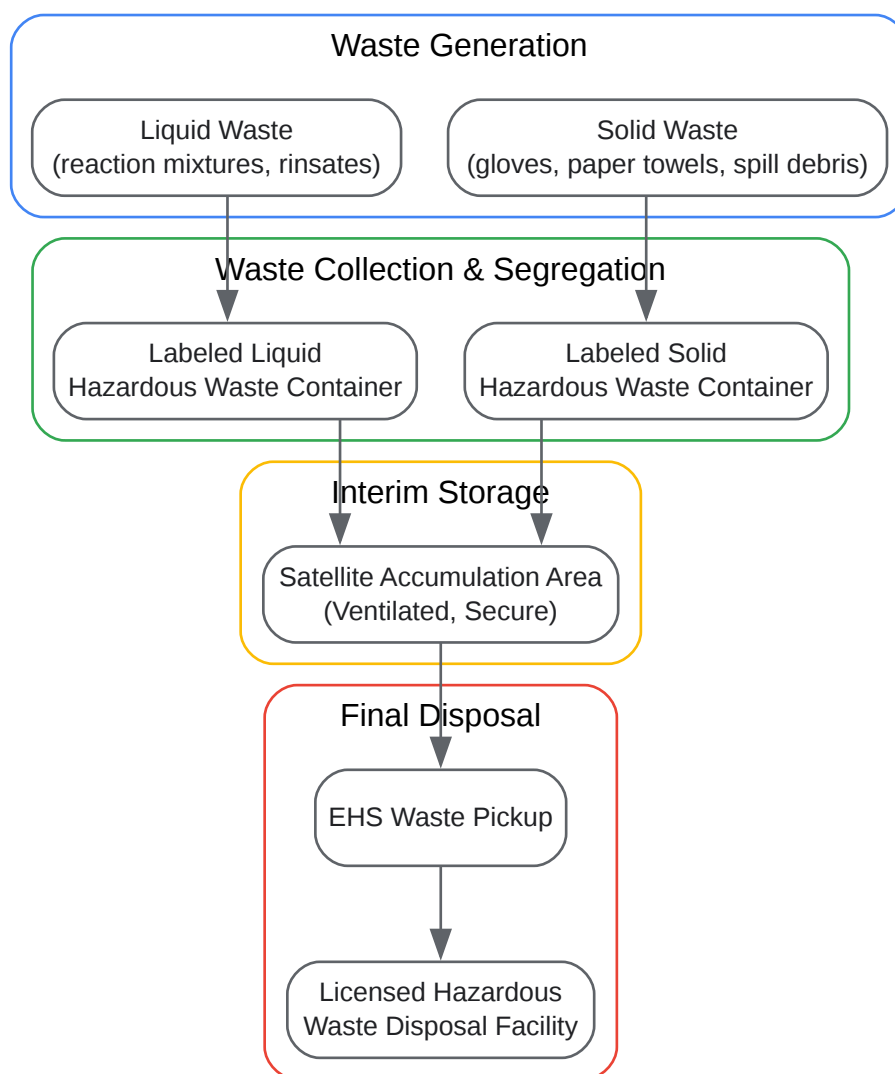 Waste Generation
Liquid Waste
(reaction mixtures, rinsates)
Solid Waste
(gloves, paper towels, spill debris)
Waste Collection & Segregation
Labeled Liquid
Hazardous Waste Container
Labeled Solid
Hazardous Waste Container
Interim Storage
Satellite Accumulation Area
(Ventilated, Secure)
Final Disposal
EHS Waste Pickup
Licensed Hazardous
Waste Disposal Facility